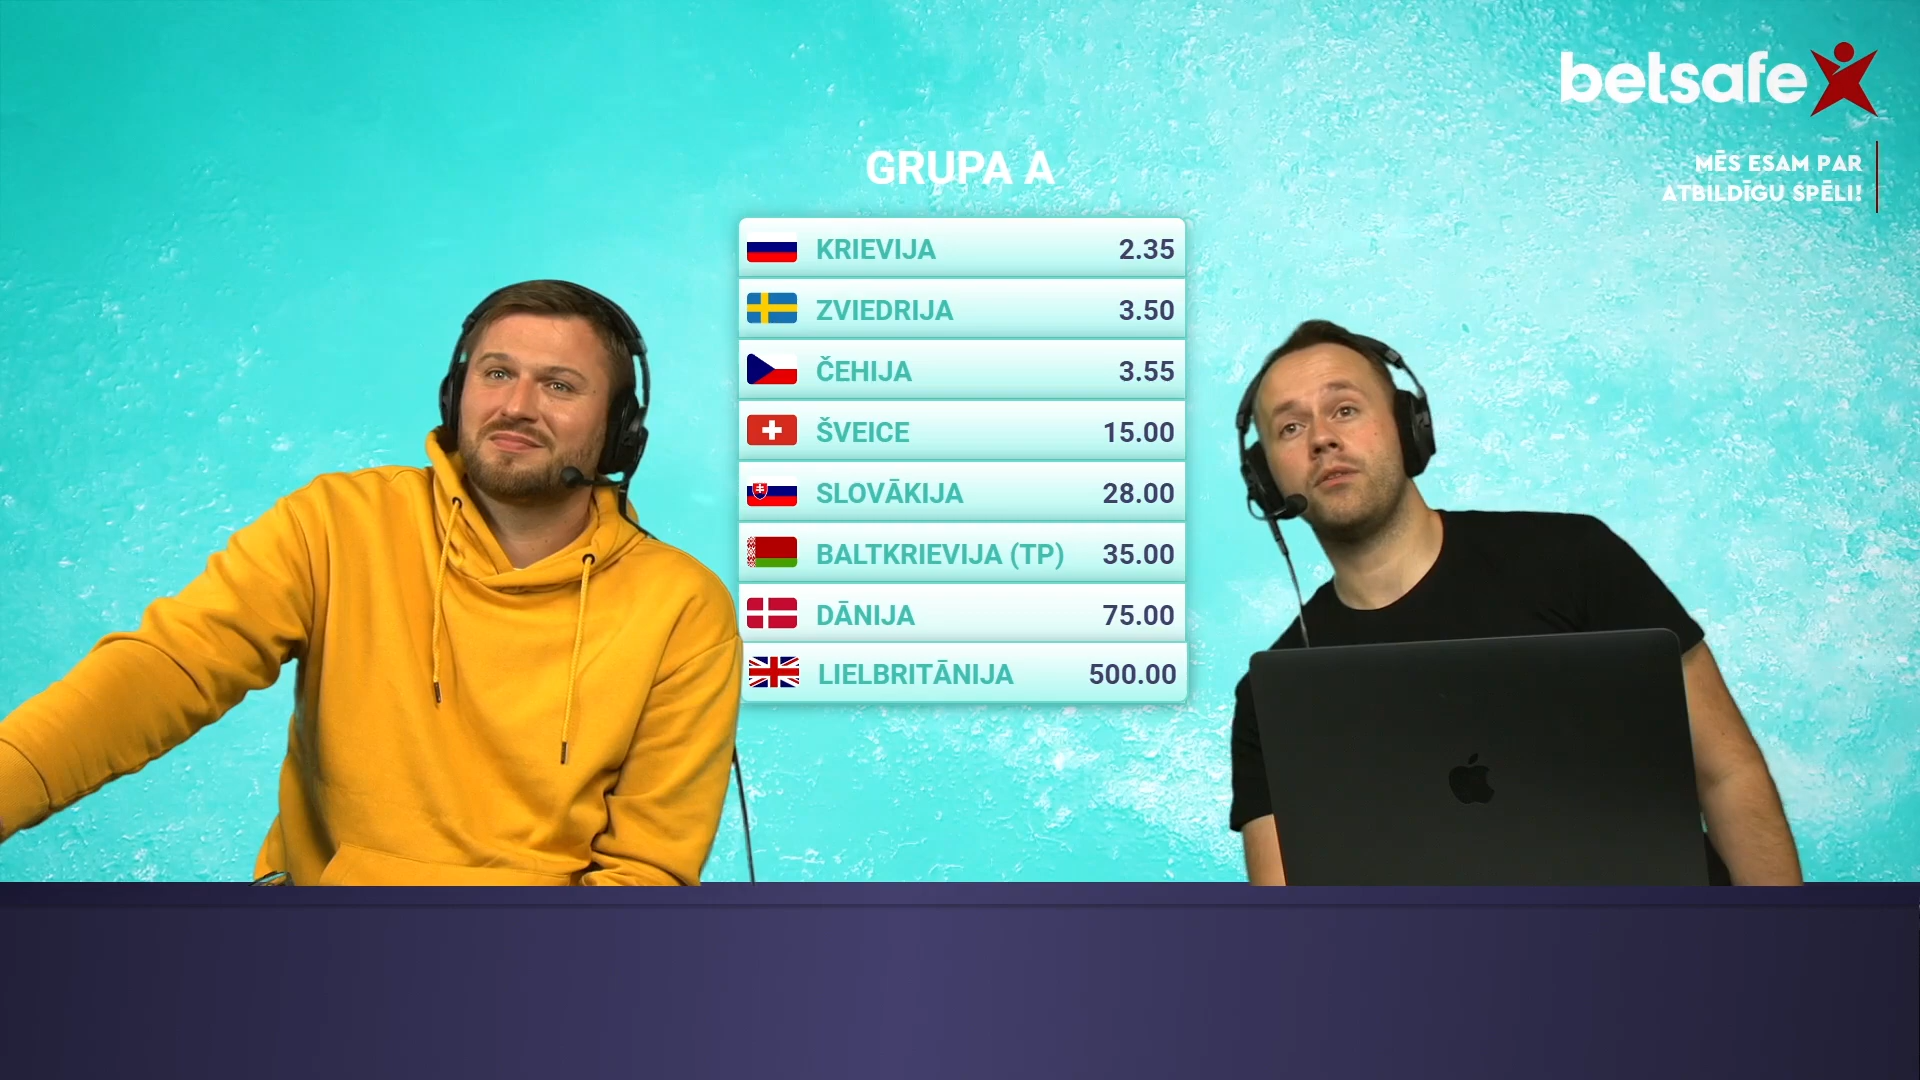 betsafe
MĒS ESAM PAR
ATBILDĪGU SPĒLI!
GRUPA A
KRIEVIJA 2.35
ZVIEDRIJA 3.50
ČEHIJA 3.55
ŠVEICE 15.00
SLOVĀKIJA 28.00
BALTKRIEVIJA (TP) 35.00
DĀNIJA 75.00
LIELBRITĀNIJA 500.00